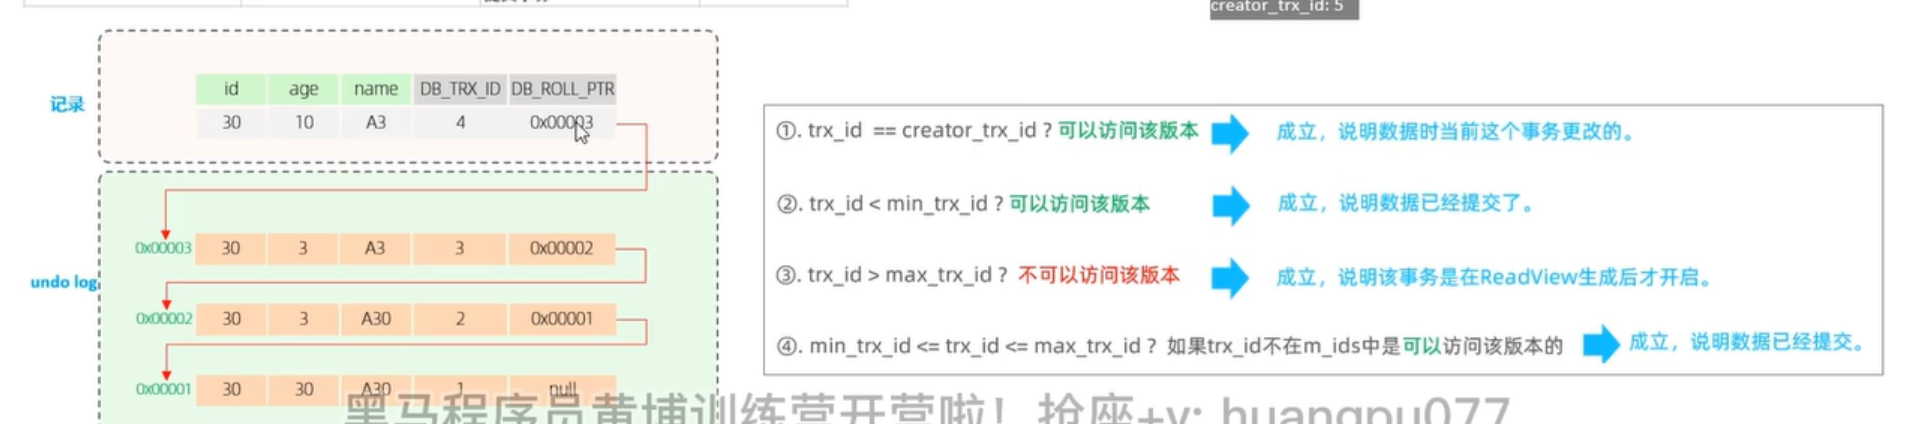 creator_trx_id: 5
记录
id age name DB_TRX_ID DB_ROLL_PTR
30 10 A3 4 0x00003
undo log
0x00003 30 3 A3 3 0x00002
0x00002 30 3 A30 2 0x00001
0x00001 30 30 A30 1 null
①. trx_id == creator_trx_id ? 可以访问该版本 成立，说明数据时当前这个事务更改的。
②. trx_id < min_trx_id ? 可以访问该版本 成立，说明数据已经提交了。
③. trx_id > max_trx_id ? 不可以访问该版本 成立，说明该事务是在ReadView生成后才开启。
④. min_trx_id <= trx_id <= max_trx_id ? 如果trx_id不在m_ids中是可以访问该版本的 成立，说明数据已经提交。
黑马程序员黄埔训练营开营啦！抢座+v: huangpu077